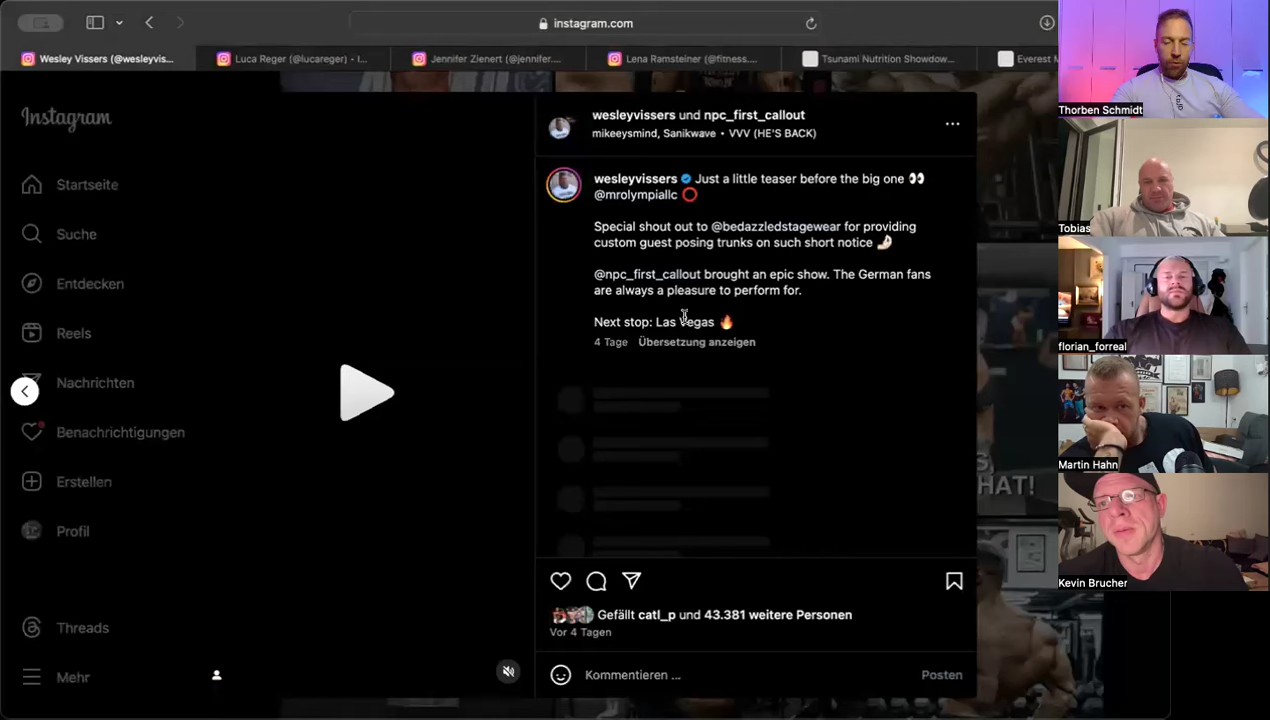 instagram.com
Wesley Vissers (@wesleyvis...
Luca Reger (@lucareger) • I...
Jennifer Zienert (@jennifer....
Lena Ramsteiner (@fitness....
Tsunami Nutrition Showdow...
Everest M
Instagram
Startseite
Suche
Entdecken
Reels
Nachrichten
Benachrichtigungen
Erstellen
Profil
Threads
Mehr
wesleyvissers und npc_first_callout
mikeeysmind, Sanikwave • VVV (HE'S BACK)
wesleyvissers Just a little teaser before the big one 👀
@mrolympiallc ⭕
Special shout out to @bedazzledstagewear for providing
custom guest posing trunks on such short notice 🤌🏻
@npc_first_callout brought an epic show. The German fans
are always a pleasure to perform for.
Next stop: Las Vegas 🔥
4 Tage Übersetzung anzeigen
Gefällt catl_p und 43.381 weitere Personen
Vor 4 Tagen
Kommentieren ...
Posten
HAT!
Thorben Schmidt
Tobias
florian_forreal
Martin Hahn
Kevin Brucher